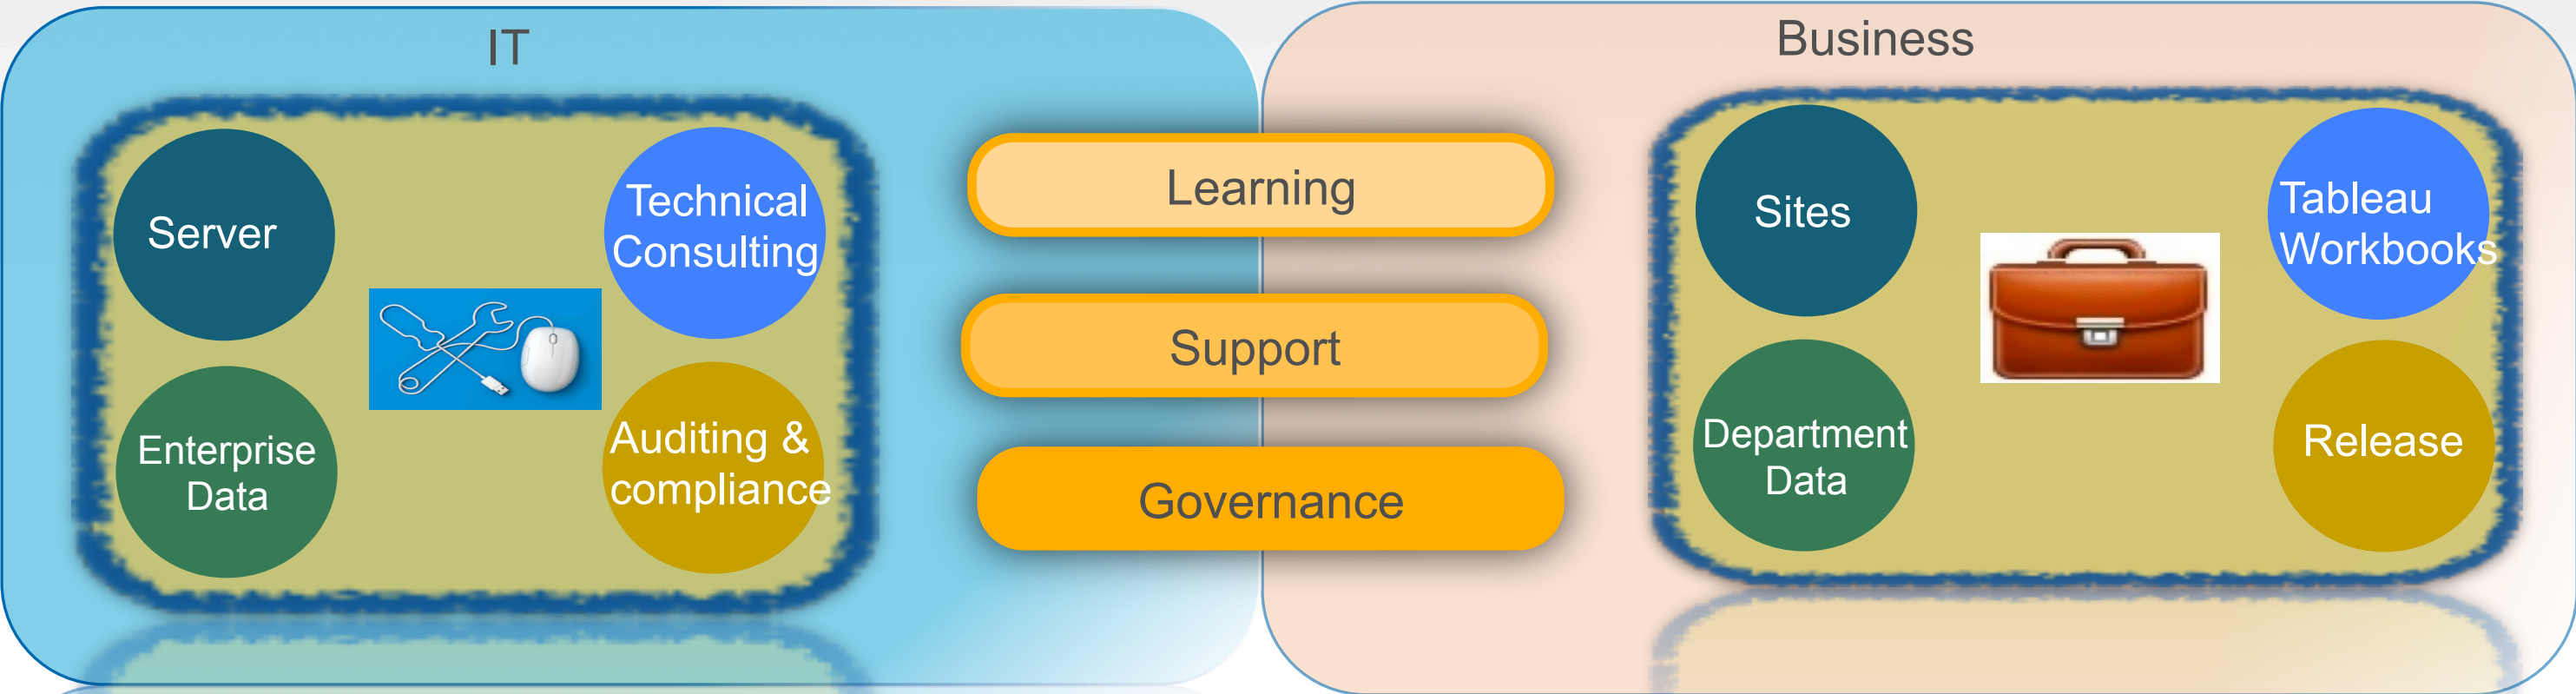 IT
Server
Technical
Consulting
Enterprise
Data
Auditing &
compliance
Learning
Support
Governance
Business
Sites
Tableau
Workbooks
Department
Data
Release